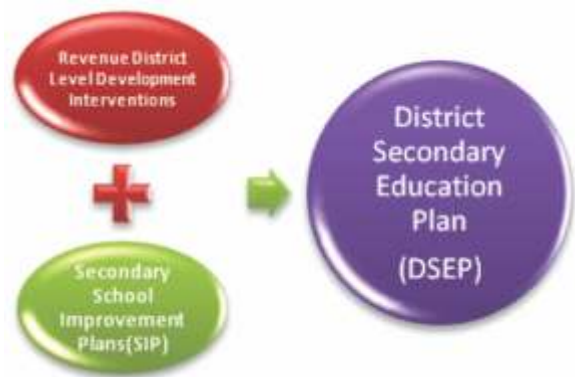 Revenue District
Level Development
Interventions
Secondary
School
Improvement
Plans(SIP)
District
Secondary
Education
Plan
(DSEP)